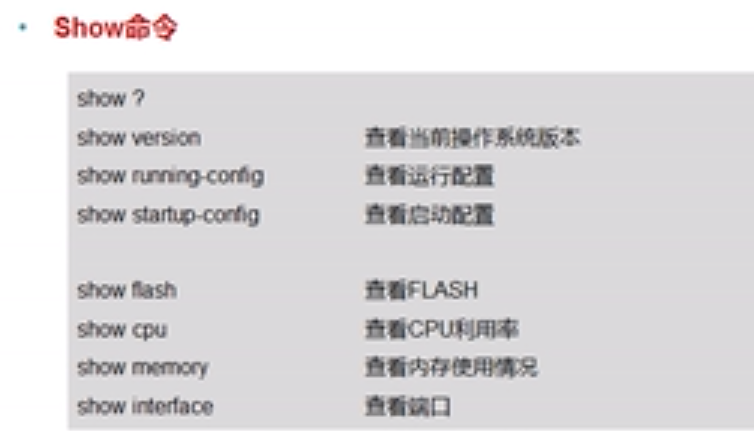 • Show命令
show ?
show version 查看当前操作系统版本
show running-config 查看运行配置
show startup-config 查看启动配置
show flash 查看FLASH
show cpu 查看CPU利用率
show memory 查看内存使用情况
show interface 查看端口